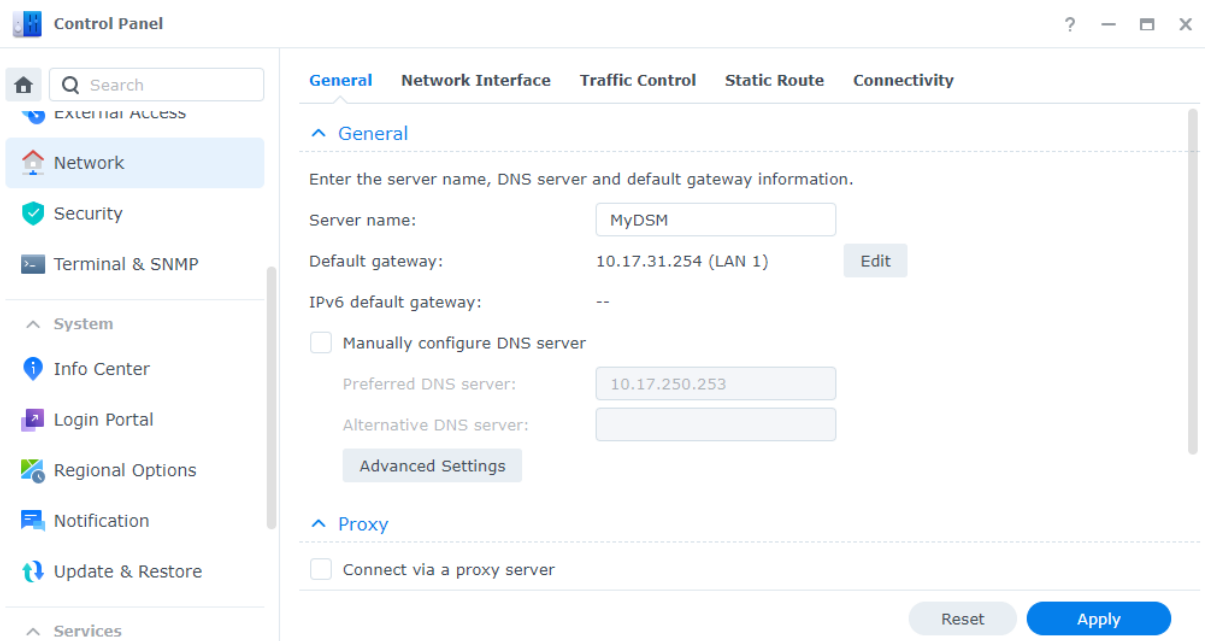 Control Panel
?
Search
External Access
Network
Security
Terminal & SNMP
System
Info Center
Login Portal
Regional Options
Notification
Update & Restore
Services
General Network Interface Traffic Control Static Route Connectivity
General
Enter the server name, DNS server and default gateway information.
Server name: MyDSM
Default gateway: 10.17.31.254 (LAN 1) Edit
IPv6 default gateway: --
Manually configure DNS server
Preferred DNS server: 10.17.250.253
Alternative DNS server:
Advanced Settings
Proxy
Connect via a proxy server
Reset Apply